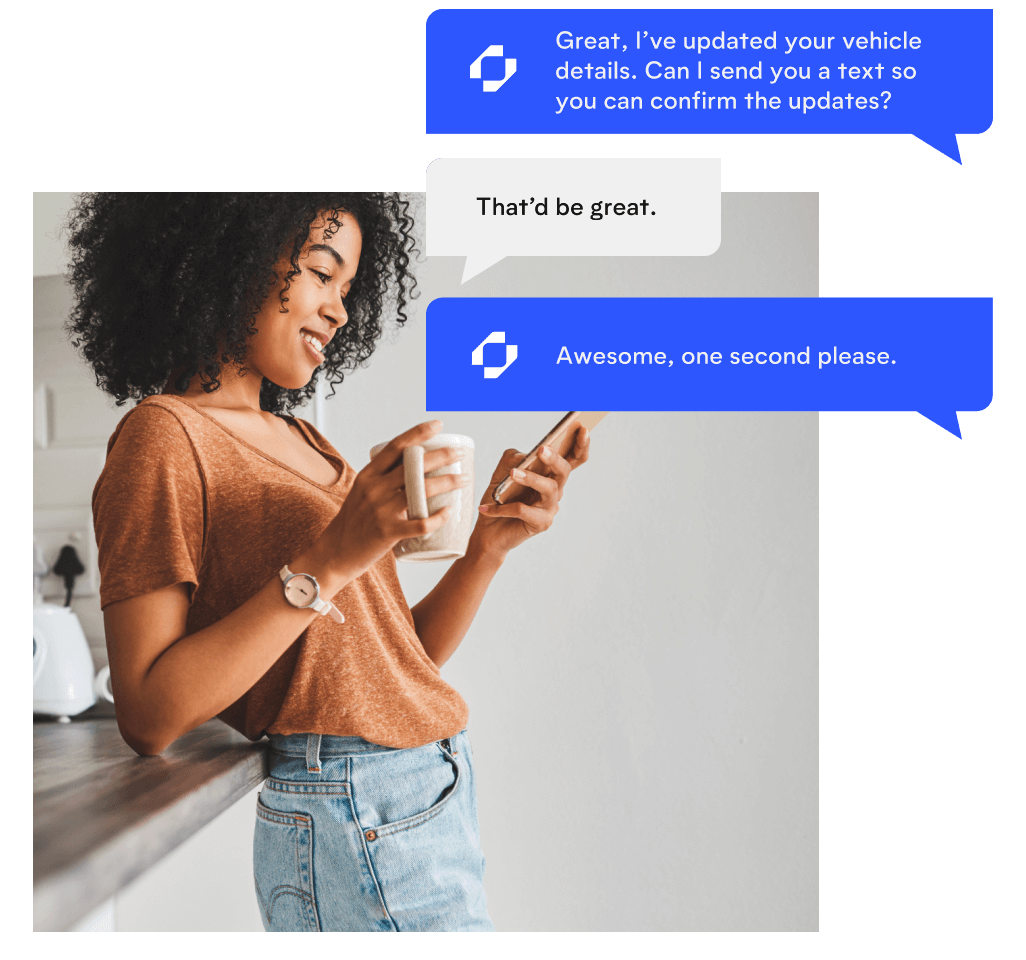 Great, I’ve updated your vehicle
details. Can I send you a text so
you can confirm the updates?
That’d be great.
Awesome, one second please.